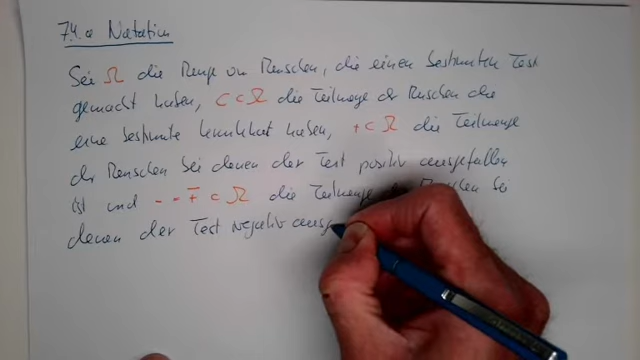 7.4.a Notation
Sei Ω die Menge von Menschen, die einen bestimmten Test
gemacht haben, C ⊂ Ω die Teilmenge der Menschen die
eine bestimmte Krankheit haben, + ⊂ Ω die Teilmenge
der Menschen bei denen der Test positiv ausgefallen
ist und - = +̅ ⊂ Ω die Teilmenge der Menschen bei
denen der Test negativ